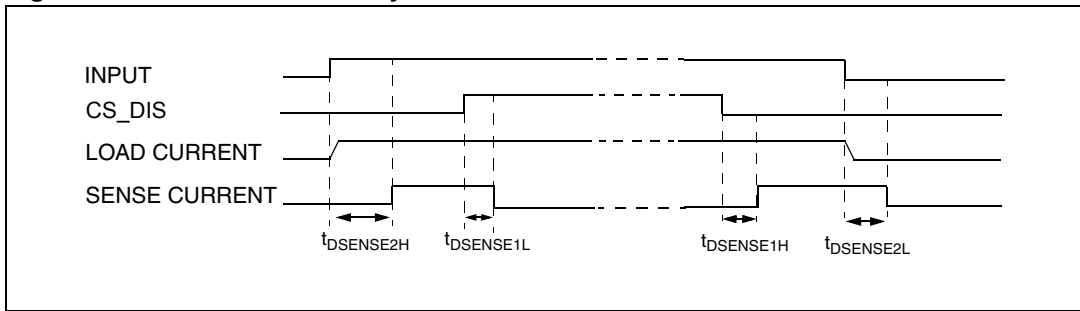 INPUT
CS_DIS
LOAD CURRENT
SENSE CURRENT
tDSENSE2H
tDSENSE1L
tDSENSE1H
tDSENSE2L